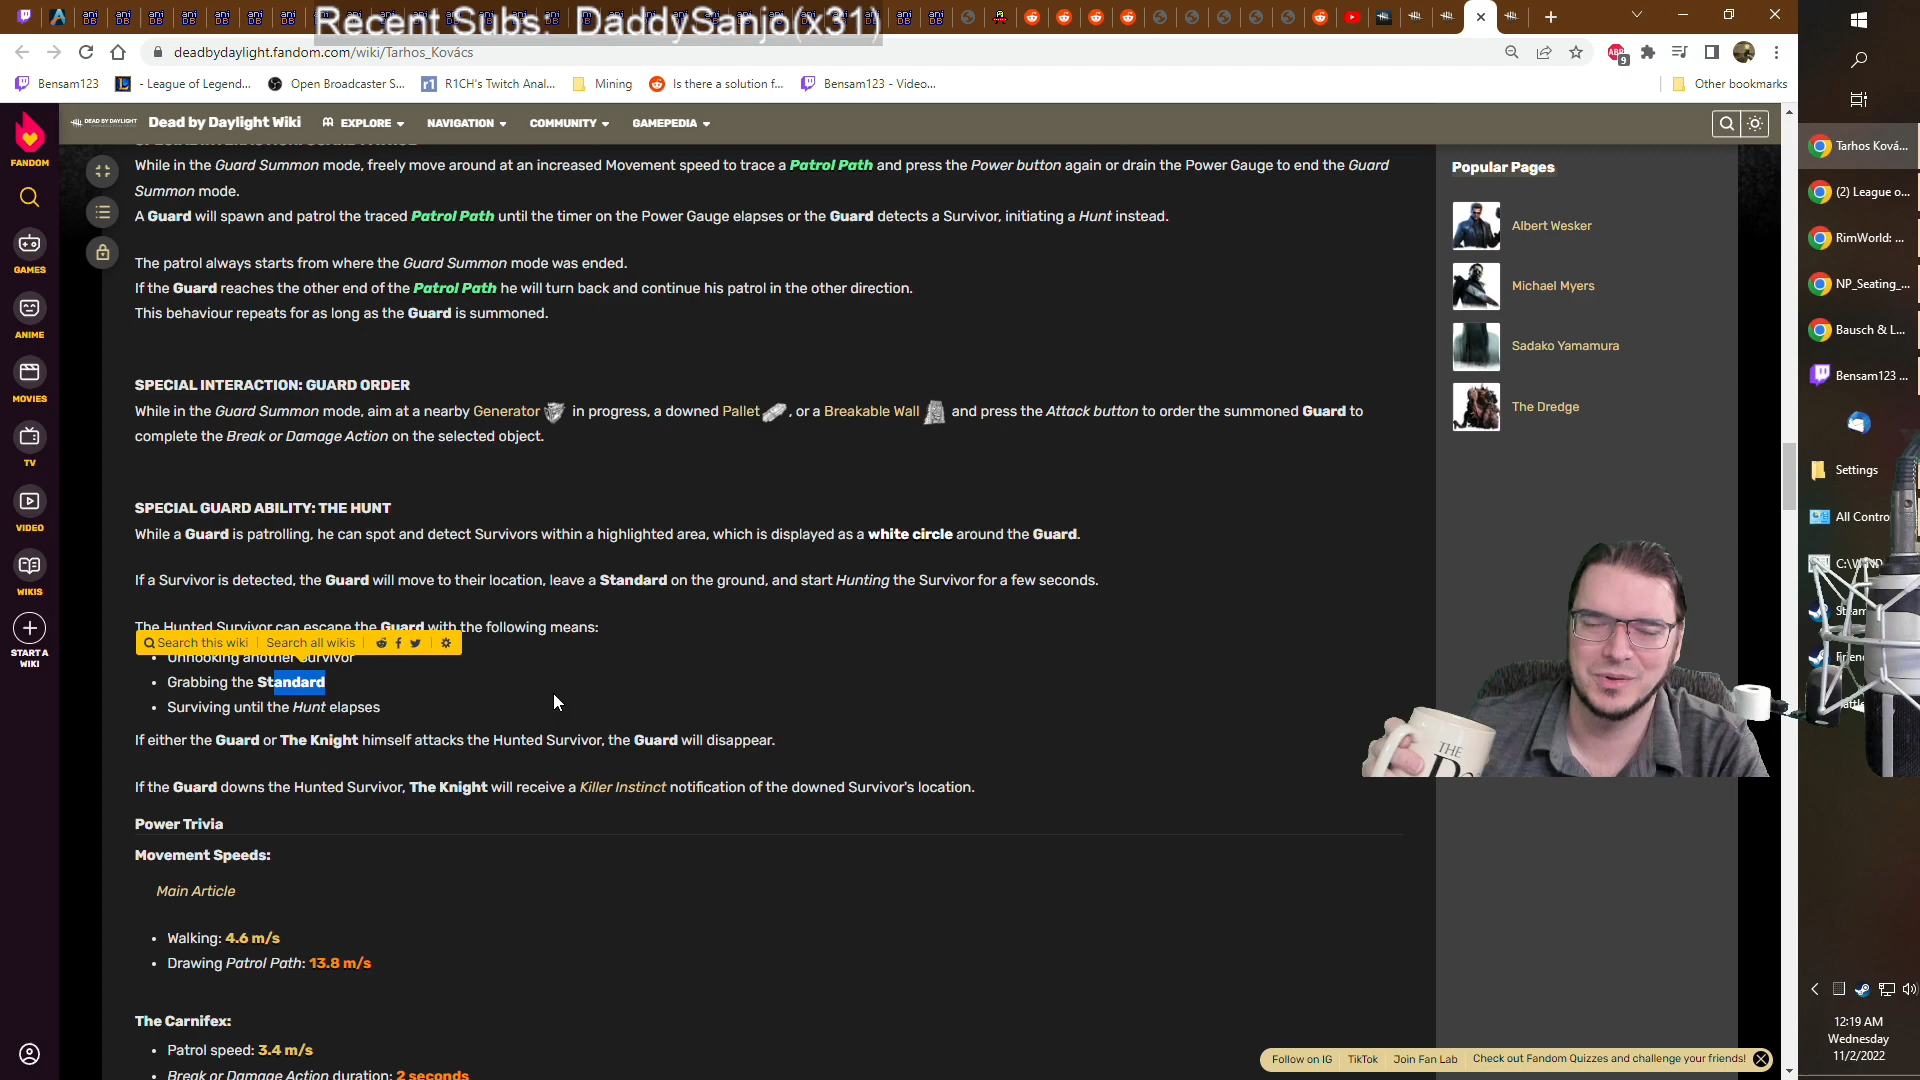 Recent Subs: DaddySanjo(x31)
deadbydaylight.fandom.com/wiki/Tarhos_Kovács
9
Bensam123
- League of Legend...
Open Broadcaster S...
r1
R1CH's Twitch Anal...
Mining
Is there a solution f...
Bensam123 - Video...
Other bookmarks
FANDOM
GAMES
ANIME
MOVIES
TV
VIDEO
WIKIS
START A
WIKI
DEAD BY DAYLIGHT
Dead by Daylight Wiki
EXPLORE
NAVIGATION
COMMUNITY
GAMEPEDIA
While in the Guard Summon mode, freely move around at an increased Movement speed to trace a Patrol Path and press the Power button again or drain the Power Gauge to end the Guard
Summon mode.
A Guard will spawn and patrol the traced Patrol Path until the timer on the Power Gauge elapses or the Guard detects a Survivor, initiating a Hunt instead.
The patrol always starts from where the Guard Summon mode was ended.
If the Guard reaches the other end of the Patrol Path he will turn back and continue his patrol in the other direction.
This behaviour repeats for as long as the Guard is summoned.
SPECIAL INTERACTION: GUARD ORDER
While in the Guard Summon mode, aim at a nearby Generator in progress, a downed Pallet , or a Breakable Wall and press the Attack button to order the summoned Guard to
complete the Break or Damage Action on the selected object.
SPECIAL GUARD ABILITY: THE HUNT
While a Guard is patrolling, he can spot and detect Survivors within a highlighted area, which is displayed as a white circle around the Guard.
If a Survivor is detected, the Guard will move to their location, leave a Standard on the ground, and start Hunting the Survivor for a few seconds.
The Hunted Survivor can escape the Guard with the following means:
Search this wiki
Search all wikis
Unhooking another Survivor
Grabbing the Standard
Surviving until the Hunt elapses
If either the Guard or The Knight himself attacks the Hunted Survivor, the Guard will disappear.
If the Guard downs the Hunted Survivor, The Knight will receive a Killer Instinct notification of the downed Survivor's location.
Power Trivia
Movement Speeds:
Main Article
Walking: 4.6 m/s
Drawing Patrol Path: 13.8 m/s
The Carnifex:
Patrol speed: 3.4 m/s
Break or Damage Action duration: 2 seconds
Popular Pages
Albert Wesker
Michael Myers
Sadako Yamamura
The Dredge
THE
Follow on IG
TikTok
Join Fan Lab
Check out Fandom Quizzes and challenge your friends!
Tarhos Ková...
(2) League o...
RimWorld: ...
NP_Seating_...
Bausch & L...
Bensam123 ...
Settings
All Contro
12:19 AM
Wednesday
11/2/2022